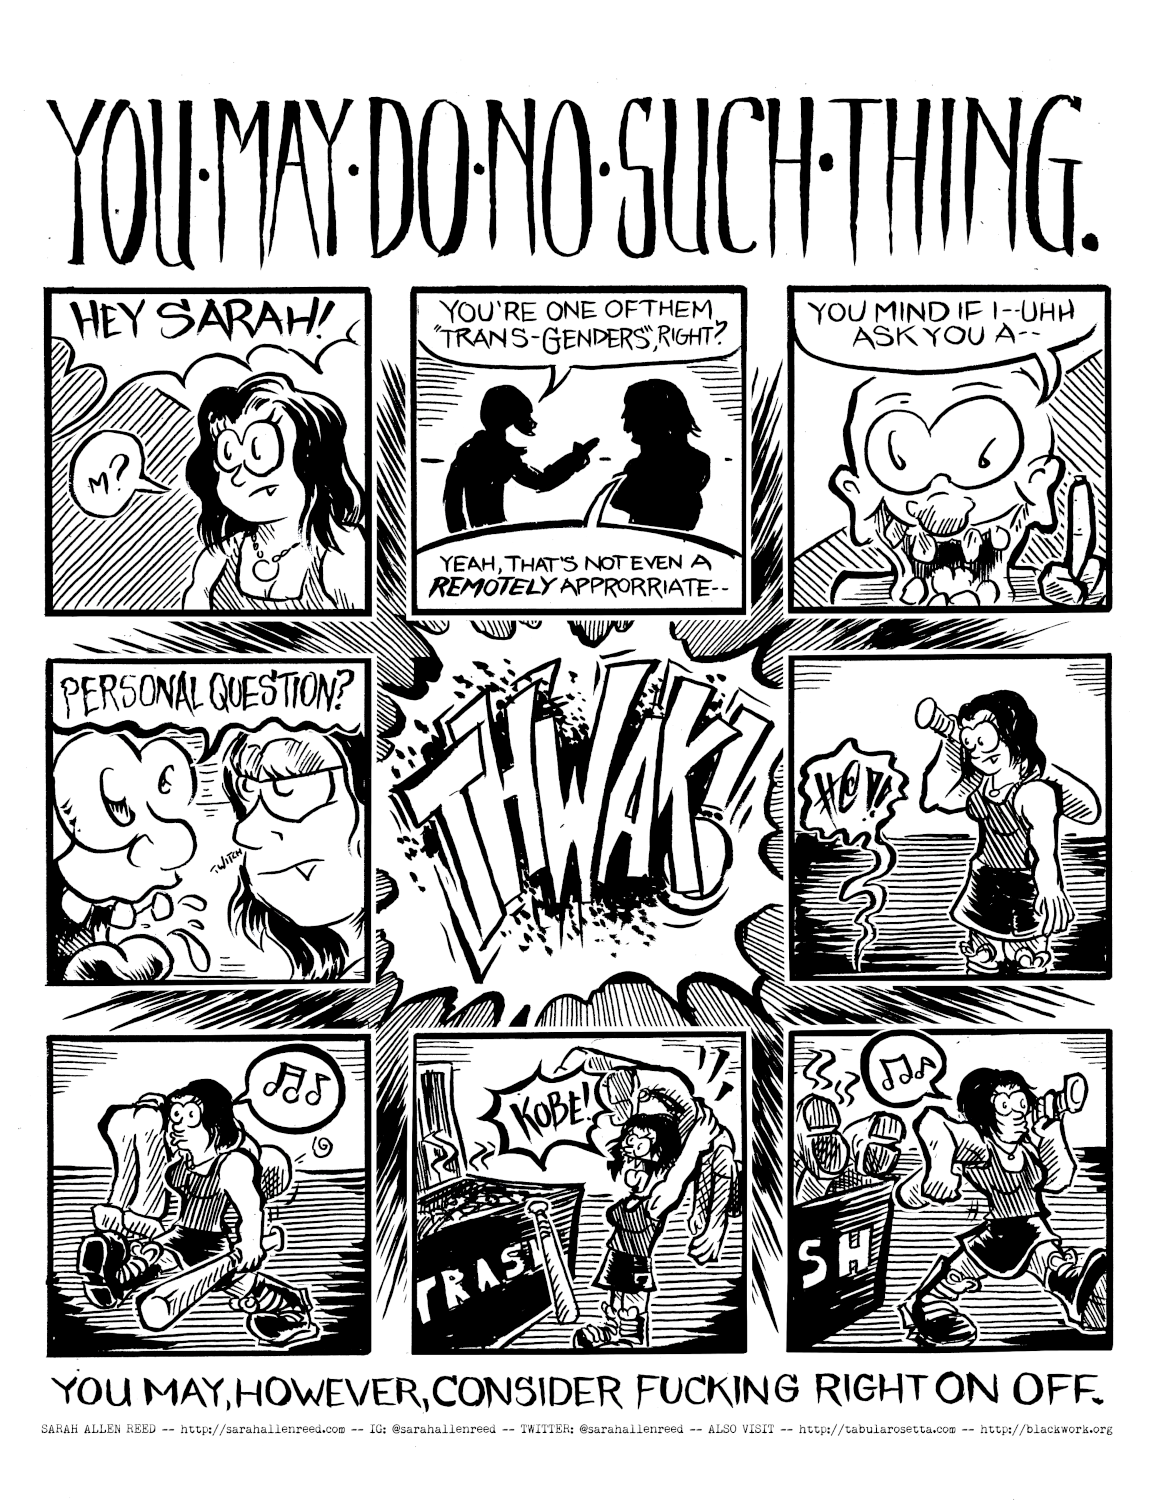 YOU·MAY·DO·NO·SUCH·THING.
HEY SARAH!
M?
YOU'RE ONE OF THEM
"TRANS-GENDERS", RIGHT?
YEAH, THAT'S NOT EVEN A
REMOTELY APPRORRIATE--
YOU MIND IF I--UHH
ASK YOU A--
PERSONAL QUESTION?
TWITCH
THWAK!
#@!!
KOBE!
TRASH
SH
YOU MAY, HOWEVER, CONSIDER FUCKING RIGHT ON OFF.
SARAH ALLEN REED -- http://sarahallenreed.com -- IG: @sarahallenreed -- TWITTER: @sarahallenreed -- ALSO VISIT -- http://tabularosetta.com -- http://blackwork.org